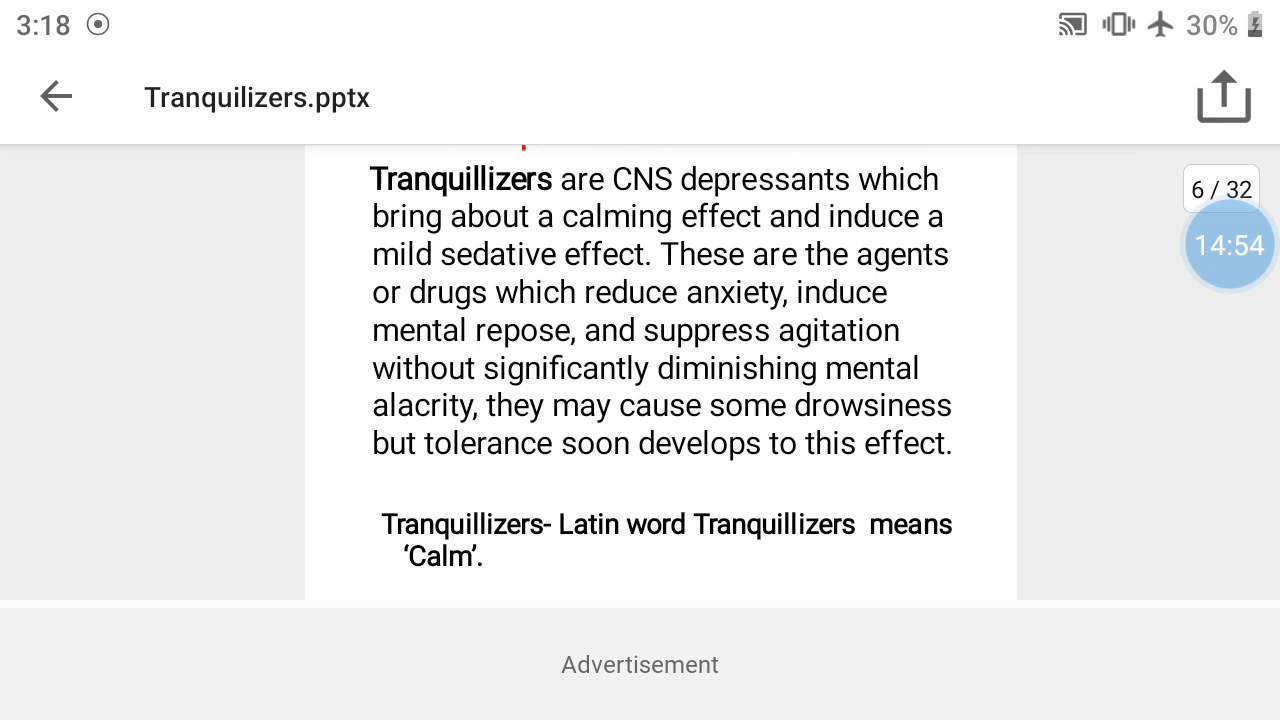 3:18 30%
Tranquilizers.pptx
Tranquillizers are CNS depressants which
6 / 32
bring about a calming effect and induce a
14:54
mild sedative effect. These are the agents
or drugs which reduce anxiety, induce
mental repose, and suppress agitation
without significantly diminishing mental
alacrity, they may cause some drowsiness
but tolerance soon develops to this effect.
Tranquillizers- Latin word Tranquillizers means
‘Calm’.
Advertisement